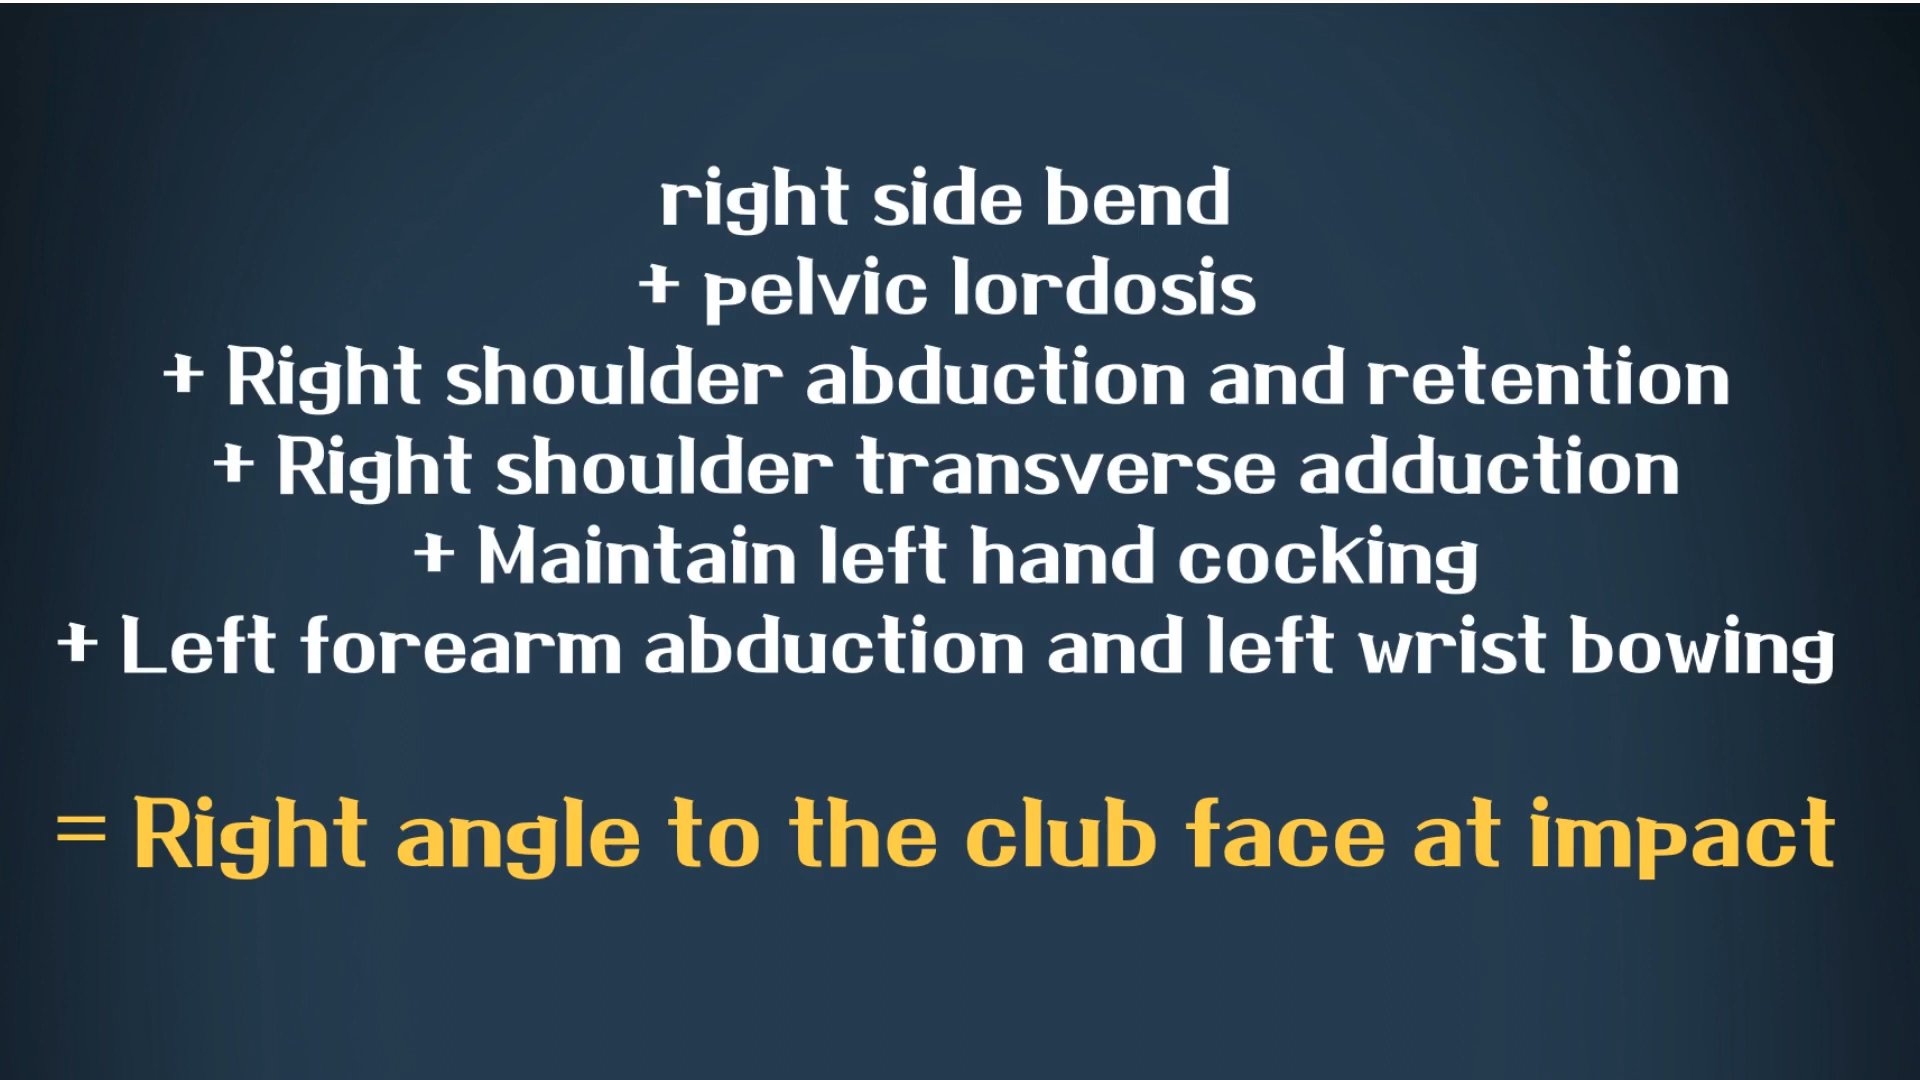 right side bend
+ pelvic lordosis
+ Right shoulder abduction and retention
+ Right shoulder transverse adduction
+ Maintain left hand cocking
+ Left forearm abduction and left wrist bowing
= Right angle to the club face at impact